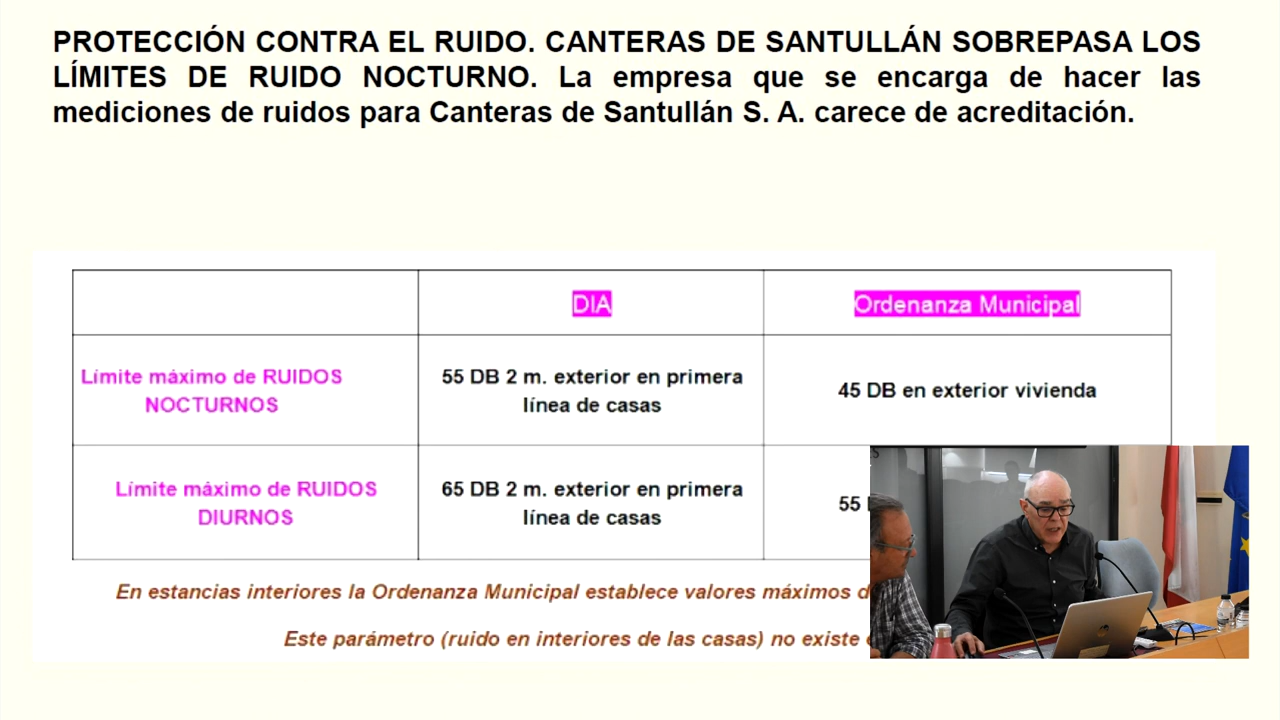 PROTECCIÓN CONTRA EL RUIDO. CANTERAS DE SANTULLÁN SOBREPASA LOS
LÍMITES DE RUIDO NOCTURNO. La empresa que se encarga de hacer las
mediciones de ruidos para Canteras de Santullán S. A. carece de acreditación.
DIA
Ordenanza Municipal
Límite máximo de RUIDOS
NOCTURNOS
55 DB 2 m. exterior en primera
línea de casas
45 DB en exterior vivienda
Límite máximo de RUIDOS
DIURNOS
65 DB 2 m. exterior en primera
línea de casas
55
En estancias interiores la Ordenanza Municipal establece valores máximos
Este parámetro (ruido en interiores de las casas) no existe